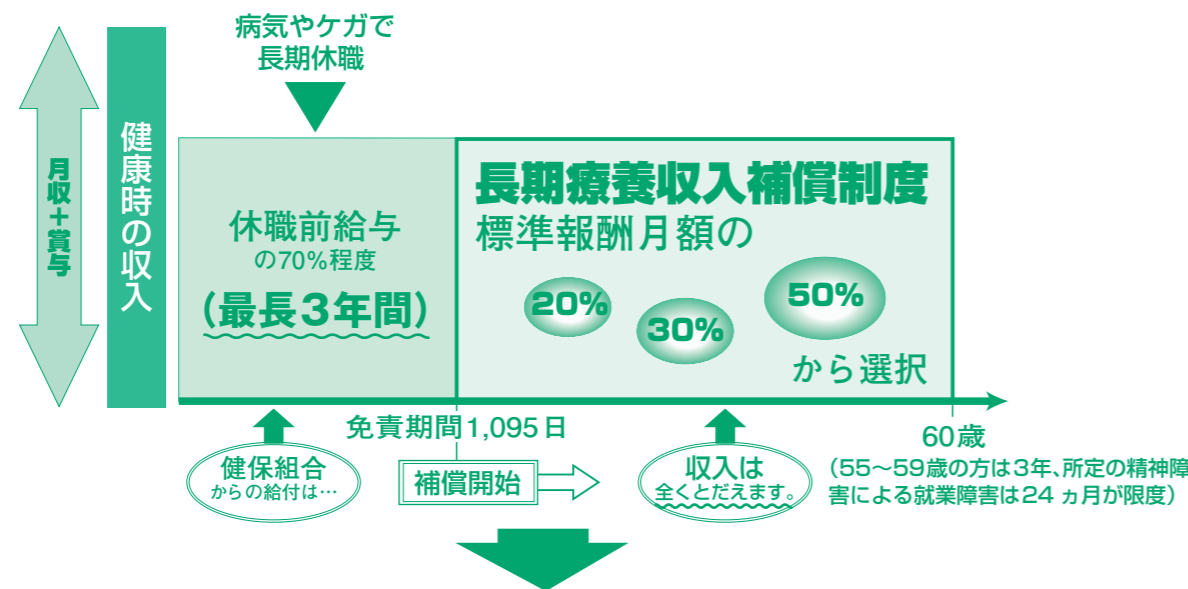 病気やケガで
長期休職
月収＋賞与
健康時の収入
休職前給与
の70％程度
（最長3年間）
長期療養収入補償制度
標準報酬月額の
20％
30％
50％
から選択
免責期間1,095日
60歳
（55〜59歳の方は3年、所定の精神障
害による就業障害は24ヵ月が限度）
健保組合
からの給付は…
補償開始
収入は
全くとだえます。